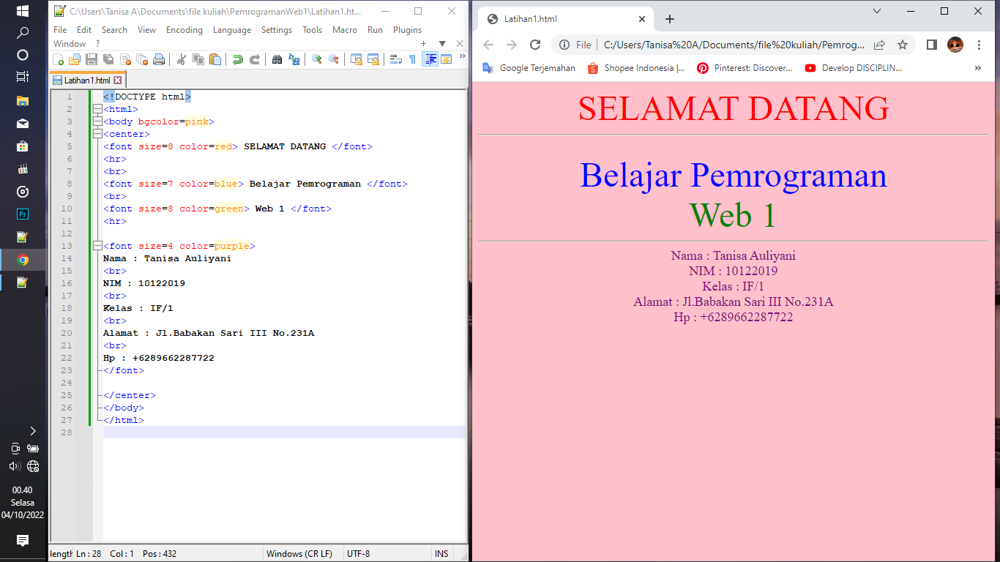 C:\Users\Tanisa A\Documents\file kuliah\PemrogramanWeb1\Latihan1.ht...
File Edit Search View Encoding Language Settings Tools Macro Run Plugins
Window ? + ▼ X
Latihan1.html
1 <!DOCTYPE html>
2 <html>
3 <body bgcolor=pink>
4 <center>
5 <font size=8 color=red> SELAMAT DATANG </font>
6 <hr>
7 <br>
8 <font size=7 color=blue> Belajar Pemrograman </font>
9 <br>
10 <font size=8 color=green> Web 1 </font>
11 <hr>
12
13 <font size=4 color=purple>
14 Nama : Tanisa Auliyani
15 <br>
16 NIM : 10122019
17 <br>
18 Kelas : IF/1
19 <br>
20 Alamat : Jl.Babakan Sari III No.231A
21 <br>
22 Hp : +6289662287722
23 </font>
24
25 </center>
26 </body>
27 </html>
28
length Ln : 28 Col : 1 Pos : 432 Windows (CR LF) UTF-8 INS
Latihan1.html
File C:/Users/Tanisa%20A/Documents/file%20kuliah/Pemrog...
Google Terjemahan Shopee Indonesia |... Pinterest: Discover... Develop DISCIPLIN... »
SELAMAT DATANG
Belajar Pemrograman
Web 1
Nama : Tanisa Auliyani
NIM : 10122019
Kelas : IF/1
Alamat : Jl.Babakan Sari III No.231A
Hp : +6289662287722
Ps
00.40
Selasa
04/10/2022